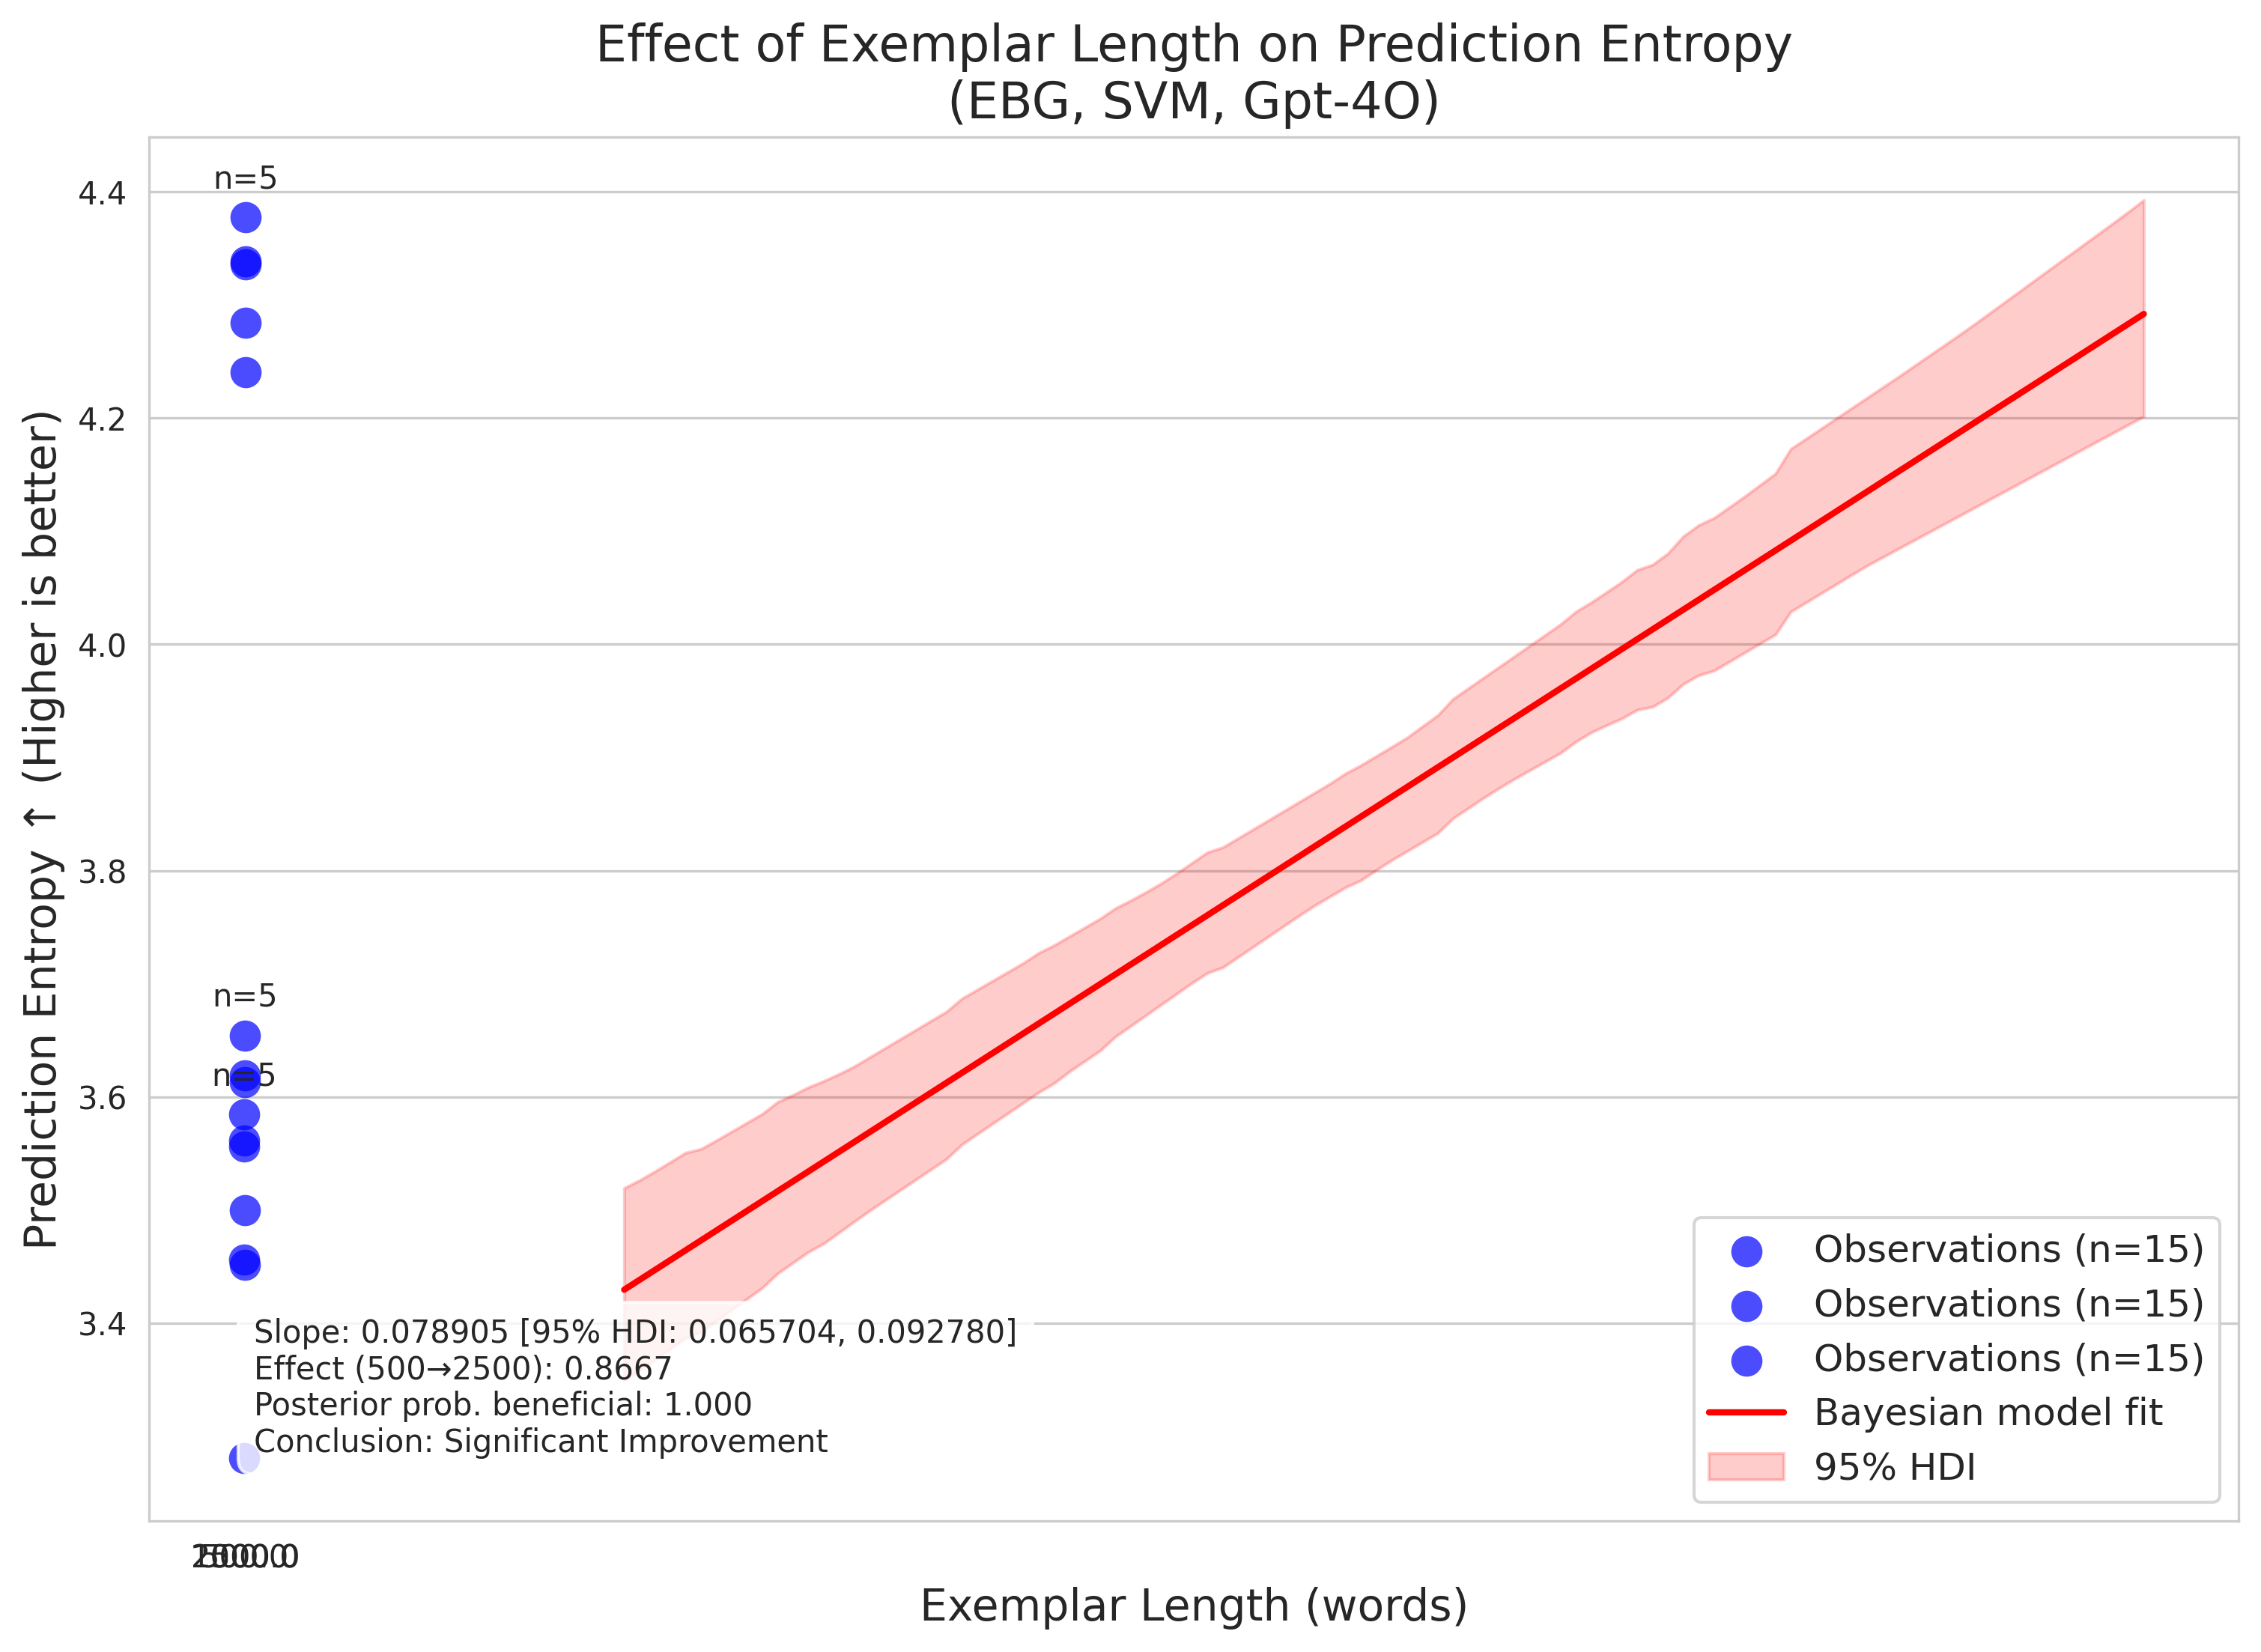 Effect of Exemplar Length on Prediction Entropy
(EBG, SVM, Gpt-4O)
Prediction Entropy ↑ (Higher is better)
4.4
4.2
4.0
3.8
3.6
3.4
n=5
n=5
n=5
Slope: 0.078905 [95% HDI: 0.065704, 0.092780]
Effect (500→2500): 0.8667
Posterior prob. beneficial: 1.000
Conclusion: Significant Improvement
Observations (n=15)
Observations (n=15)
Observations (n=15)
Bayesian model fit
95% HDI
Exemplar Length (words)